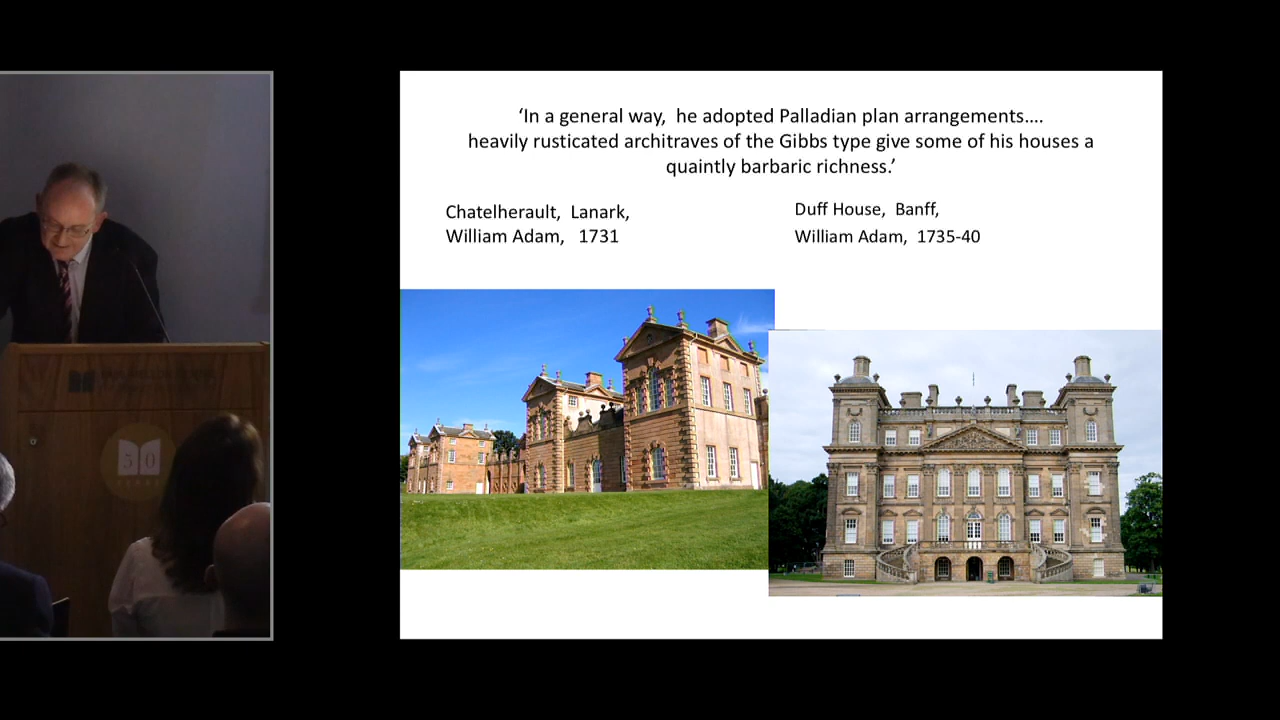 ‘In a general way,  he adopted Palladian plan arrangements….
heavily rusticated architraves of the Gibbs type give some of his houses a
quaintly barbaric richness.’
Chatelherault,  Lanark,
William Adam,   1731
Duff House,  Banff,
William Adam,  1735-40
50